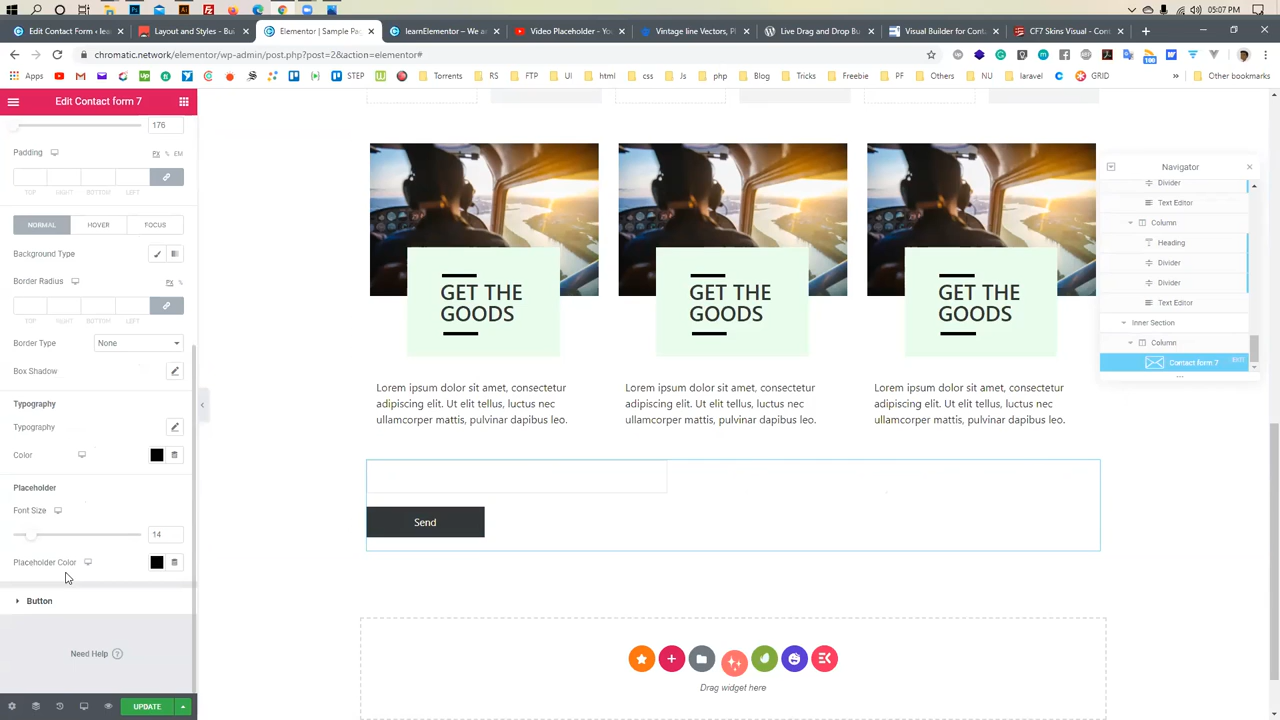 05:07 PM
Edit Contact Form ‹ lea
Layout and Styles - Bui
Elementor | Sample Pa
learnElementor – We a
Video Placeholder - Yo
Vintage line Vectors, P
Live Drag and Drop Bu
Visual Builder for Cont
CF7 Skins Visual - Cont
chromatic.network/elementor/wp-admin/post.php?post=2&action=elementor#
Apps
STEP
Torrents
RS
FTP
UI
html
css
Js
php
Blog
Tricks
Freebie
PF
Others
NU
laravel
GRID
Other bookmarks
Edit Contact form 7
176
Padding
PX % EM
TOP RIGHT BOTTOM LEFT
NORMAL HOVER FOCUS
Background Type
Border Radius
PX %
TOP RIGHT BOTTOM LEFT
Border Type
None
Box Shadow
Typography
Typography
Color
Placeholder
Font Size
14
Placeholder Color
Button
Need Help ?
UPDATE
GET THE
GOODS
GET THE
GOODS
GET THE
GOODS
Lorem ipsum dolor sit amet, consectetur
adipiscing elit. Ut elit tellus, luctus nec
ullamcorper mattis, pulvinar dapibus leo.
Lorem ipsum dolor sit amet, consectetur
adipiscing elit. Ut elit tellus, luctus nec
ullamcorper mattis, pulvinar dapibus leo.
Lorem ipsum dolor sit amet, consectetur
adipiscing elit. Ut elit tellus, luctus nec
ullamcorper mattis, pulvinar dapibus leo.
Send
Drag widget here
Navigator
Divider
Text Editor
Column
Heading
Divider
Divider
Text Editor
Inner Section
Column
Contact form 7